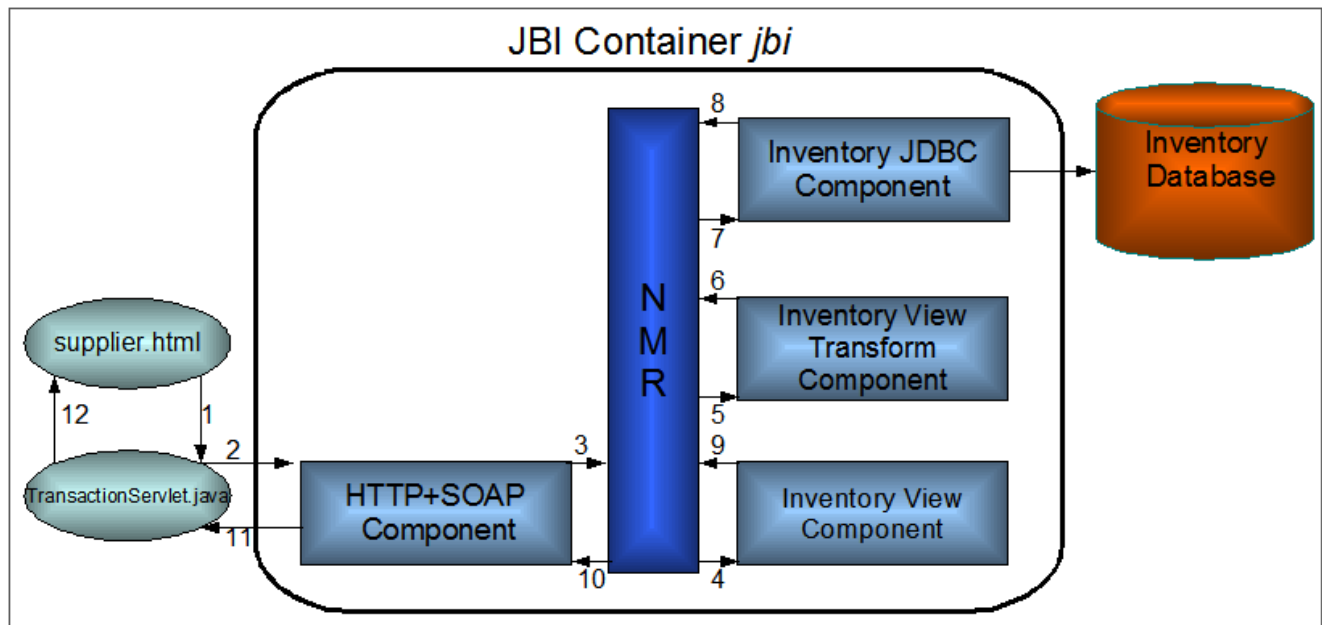 JBI Container jbi
8
Inventory JDBC
Component
7
Inventory
Database
N
M
R
6
Inventory View
Transform
Component
5
supplier.html
12
1
2
3
9
TransactionServlet.java
HTTP+SOAP
Component
Inventory View
Component
11
10
4